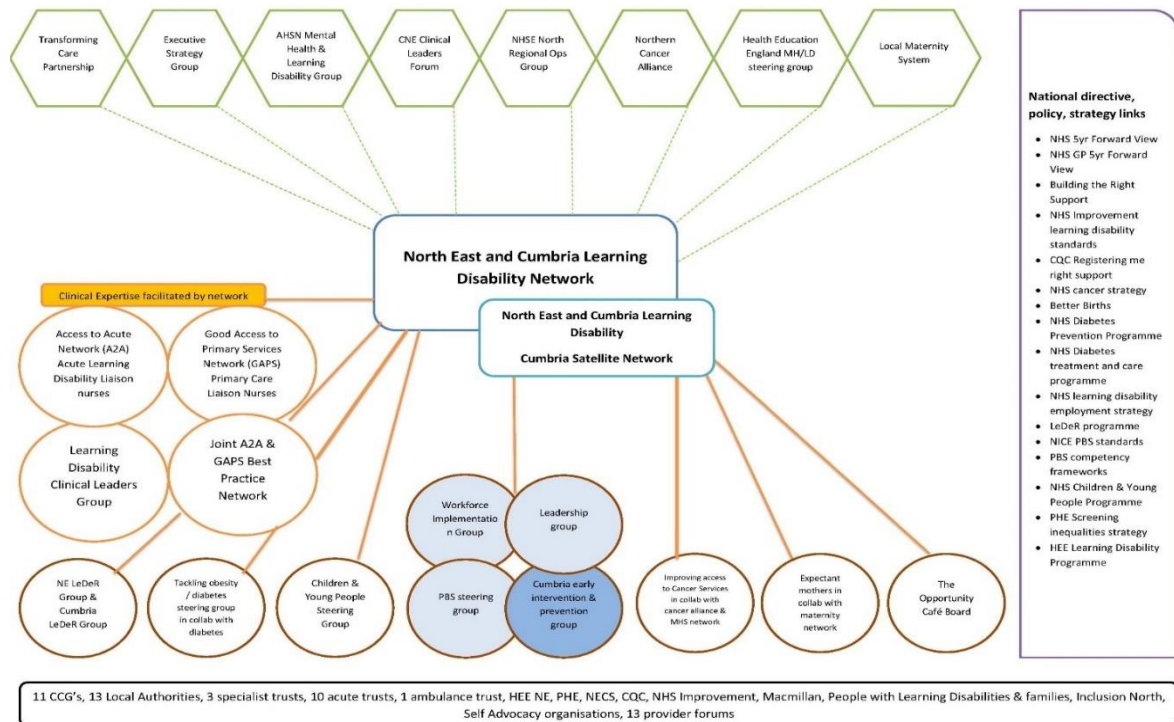 Transforming
Care
Partnership
Executive
Strategy
Group
AHSN Mental
Health &
Learning
Disability Group
CNE Clinical
Leaders
Forum
NHSE North
Regional Ops
Group
Northern
Cancer
Alliance
Health Education
England MH/LD
steering group
Local Maternity
System
National directive,
policy, strategy links
• NHS 5yr Forward View
• NHS GP 5yr Forward
View
• Building the Right
Support
• NHS Improvement
learning disability
standards
• CQC Registering me
right support
• NHS cancer strategy
• Better Births
• NHS Diabetes
Prevention Programme
• NHS Diabetes
treatment and care
programme
• NHS learning disability
employment strategy
• LeDeR programme
• NICE PBS standards
• PBS competency
frameworks
• NHS Children & Young
People Programme
• PHE Screening
inequalities strategy
• HEE Learning Disability
Programme
North East and Cumbria Learning
Disability Network
North East and Cumbria Learning
Disability
Cumbria Satellite Network
Clinical Expertise facilitated by network
Access to Acute
Network (A2A)
Acute Learning
Disability Liaison
nurses
Good Access to
Primary Services
Network (GAPS)
Primary Care
Liaison Nurses
Learning
Disability
Clinical Leaders
Group
Joint A2A &
GAPS Best
Practice
Network
Workforce
Implementatio
n Group
Leadership
group
NE LeDeR
Group &
Cumbria
LeDeR Group
Tackling obesity
/ diabetes
steering group
in collab with
diabetes
Children &
Young People
Steering
Group
PBS steering
group
Cumbria early
intervention &
prevention
group
Improving access
to Cancer Services
in collab with
cancer alliance &
MHS network
Expectant
mothers in
collab with
maternity
network
The
Opportunity
Café Board
11 CCG's, 13 Local Authorities, 3 specialist trusts, 10 acute trusts, 1 ambulance trust, HEE NE, PHE, NECS, CQC, NHS Improvement, Macmillan, People with Learning Disabilities & families, Inclusion North,
Self Advocacy organisations, 13 provider forums